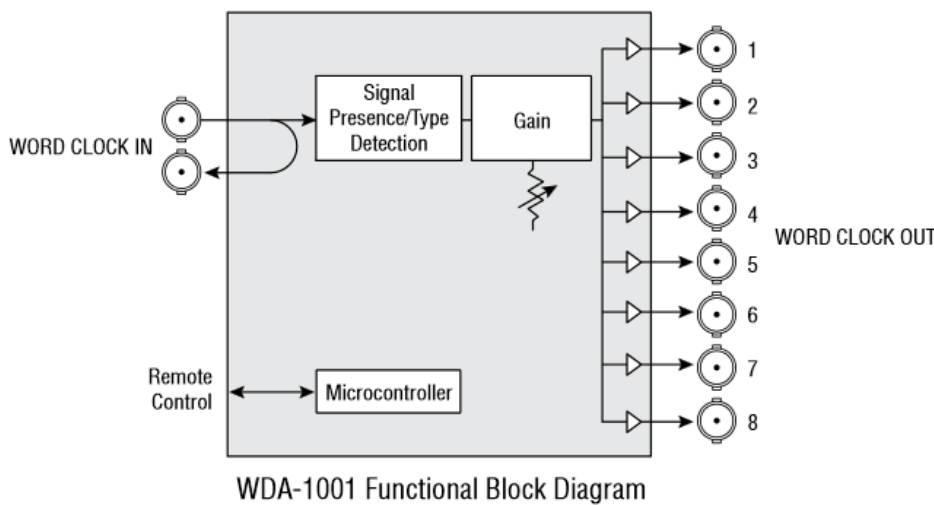 WORD CLOCK IN
Signal
Presence/Type
Detection
Gain
1
2
3
4
5
6
7
8
WORD CLOCK OUT
Remote
Control
Microcontroller
WDA-1001 Functional Block Diagram